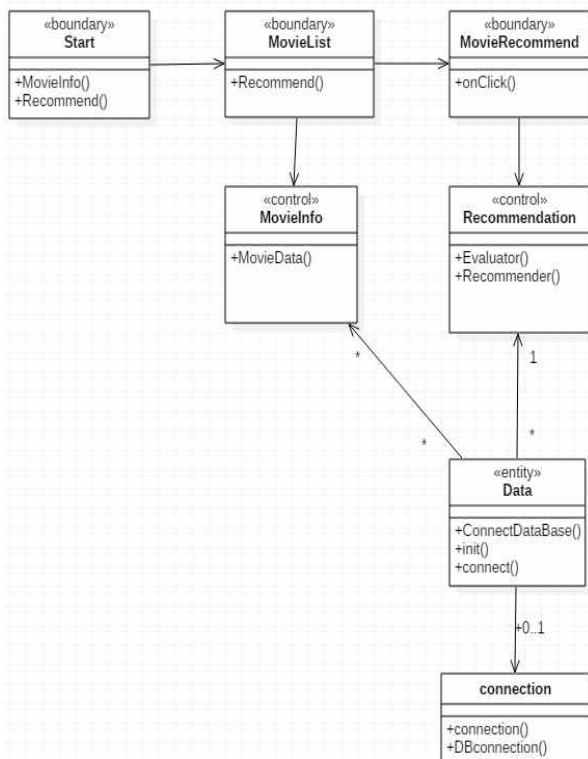 «boundary»
Start
+MovieInfo()
+Recommend()
«boundary»
MovieList
+Recommend()
«boundary»
MovieRecommend
+onClick()
«control»
MovieInfo
+MovieData()
«control»
Recommendation
+Evaluator()
+Recommender()
*
1
*
*
«entity»
Data
+ConnectDataBase()
+init()
+connect()
+0..1
connection
+connection()
+DBconnection()